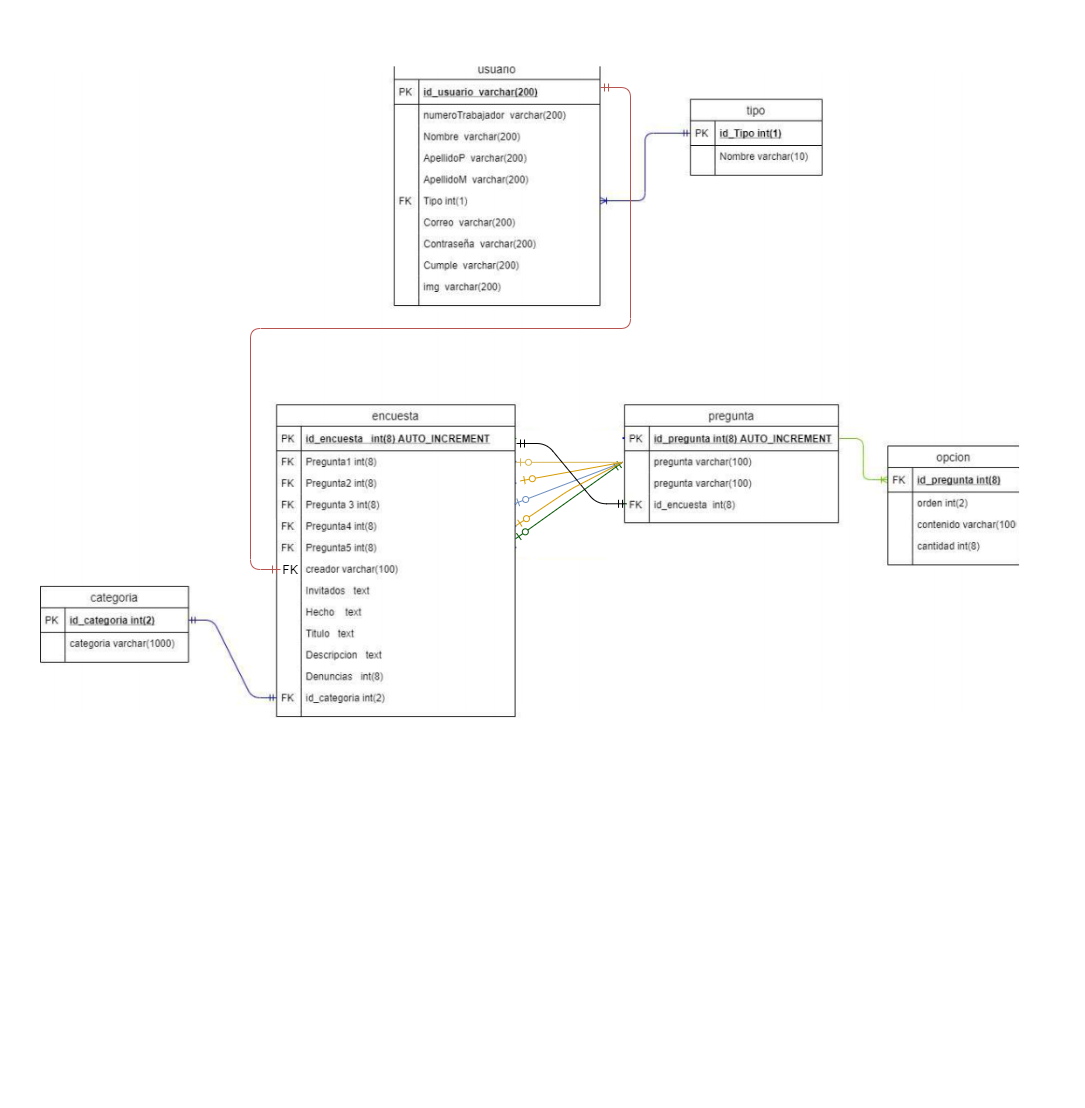 usuario
PK id_usuario varchar(200)
numeroTrabajador varchar(200)
Nombre varchar(200)
ApellidoP varchar(200)
ApellidoM varchar(200)
FK Tipo int(1)
Correo varchar(200)
Contraseña varchar(200)
Cumple varchar(200)
img varchar(200)
tipo
PK id_Tipo int(1)
Nombre varchar(10)
encuesta
PK id_encuesta int(8) AUTO_INCREMENT
FK Pregunta1 int(8)
FK Pregunta2 int(8)
FK Pregunta 3 int(8)
FK Pregunta4 int(8)
FK Pregunta5 int(8)
FK creador varchar(100)
Invitados text
Hecho text
Titulo text
Descripcion text
Denuncias int(8)
FK id_categoria int(2)
pregunta
PK id_pregunta int(8) AUTO_INCREMENT
pregunta varchar(100)
pregunta varchar(100)
FK id_encuesta int(8)
opcion
FK id_pregunta int(8)
orden int(2)
contenido varchar(100
cantidad int(8)
categoria
PK id_categoria int(2)
categoria varchar(1000)